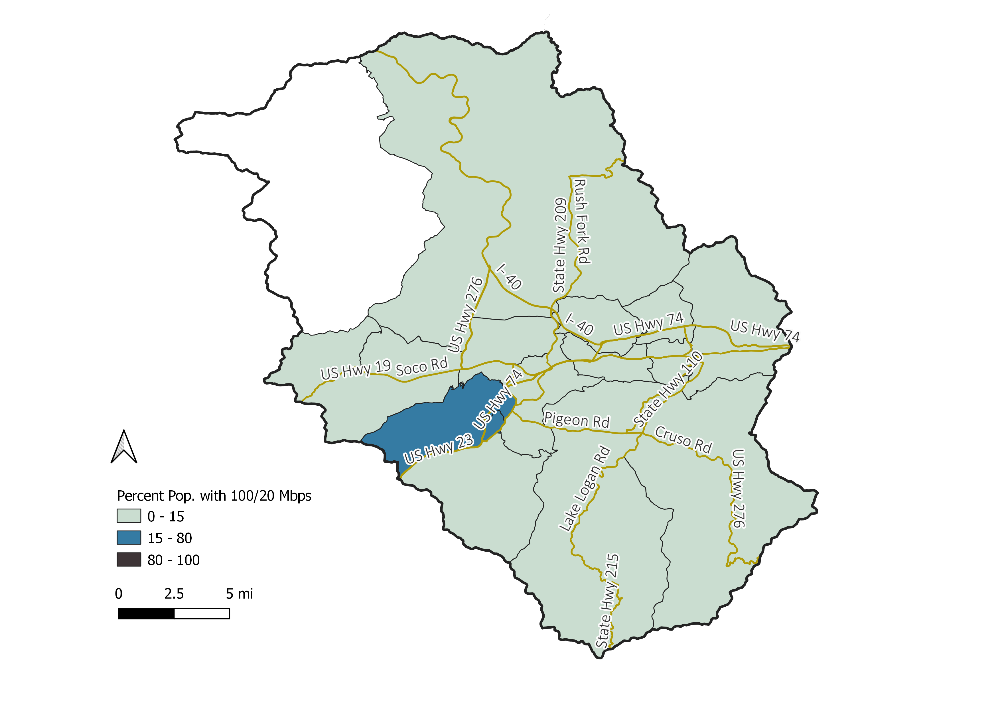 Rush Fork Rd
State Hwy 209
I- 40
US Hwy 276
I- 40
US Hwy 74
US Hwy 74
US Hwy 19
Soco Rd
State Hwy 110
US Hwy 74
Pigeon Rd
Cruso Rd
US Hwy 23
Lake Logan Rd
US Hwy 276
State Hwy 215
Percent Pop. with 100/20 Mbps
0 - 15
15 - 80
80 - 100
0 2.5 5 mi